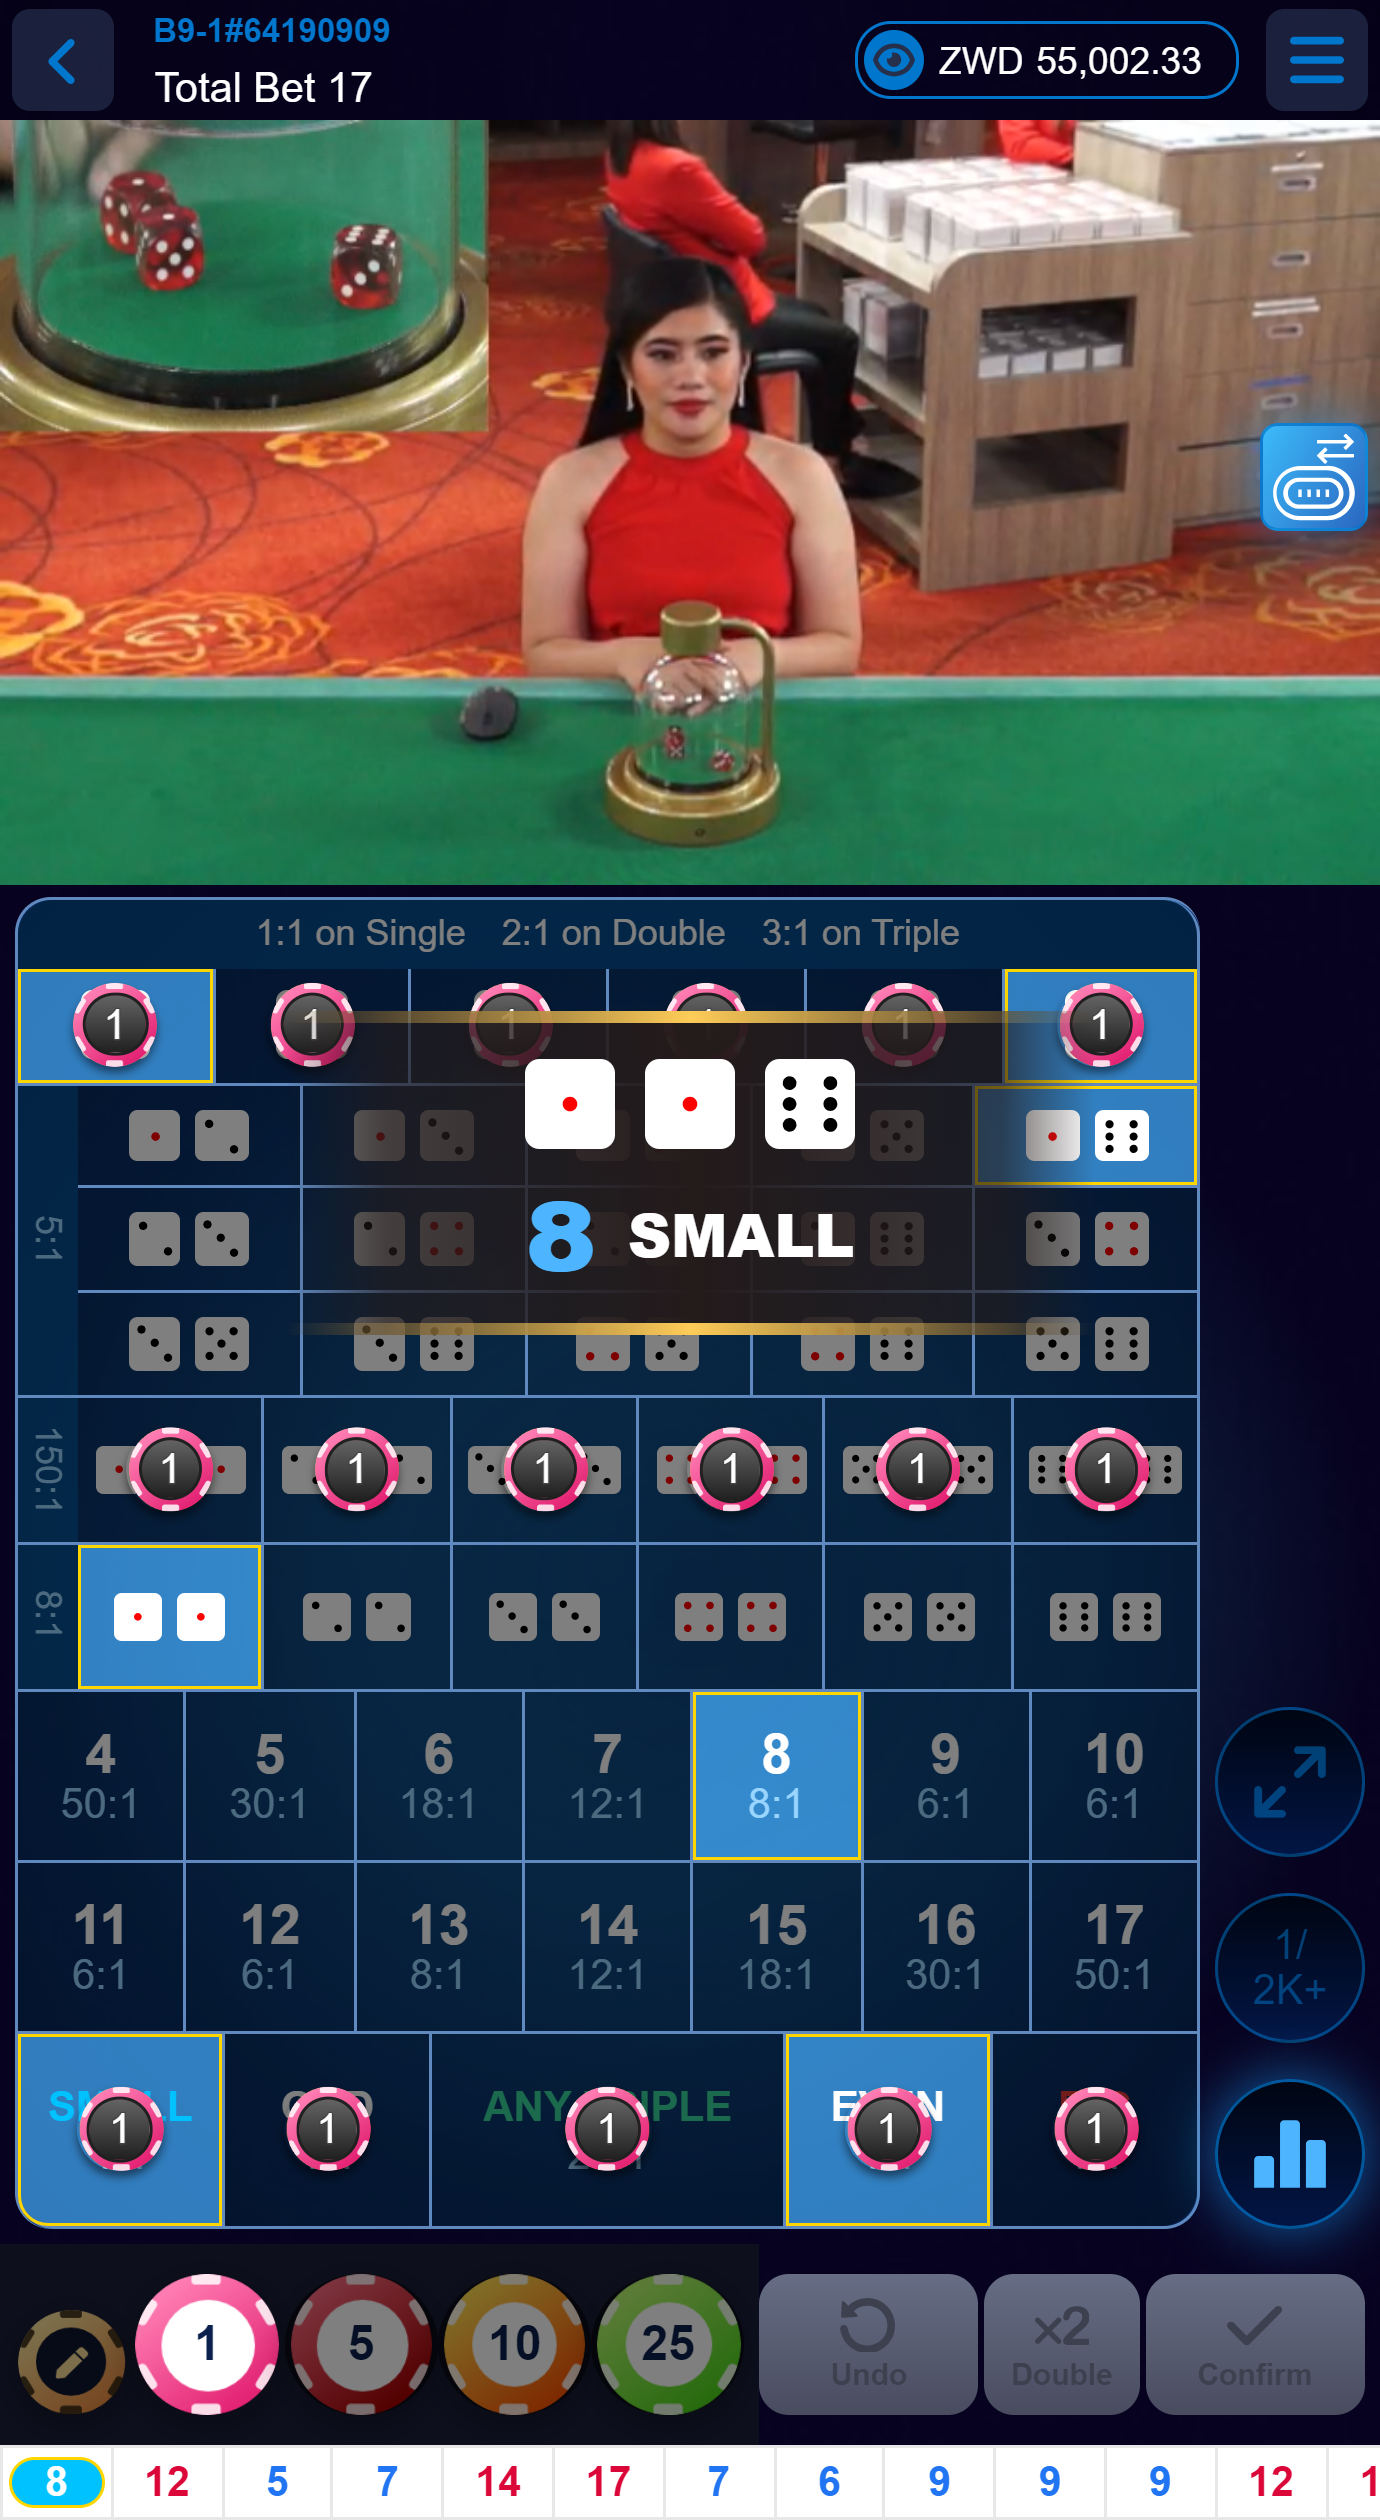 B9-1#64190909
Total Bet 17
ZWD 55,002.33
1:1 on Single 2:1 on Double 3:1 on Triple
1 1 1 1 1 1
8 SMALL
5:1
150:1
1 1 1 1 1 1
8:1
4 5 6 7 8 9 10
50:1 30:1 18:1 12:1 8:1 6:1 6:1
11 12 13 14 15 16 17
6:1 6:1 8:1 12:1 18:1 30:1 50:1
1/
2K+
1 1 1 1 1
1 5 10 25
x2
Undo Double Confirm
8 12 5 7 14 17 7 6 9 9 9 12